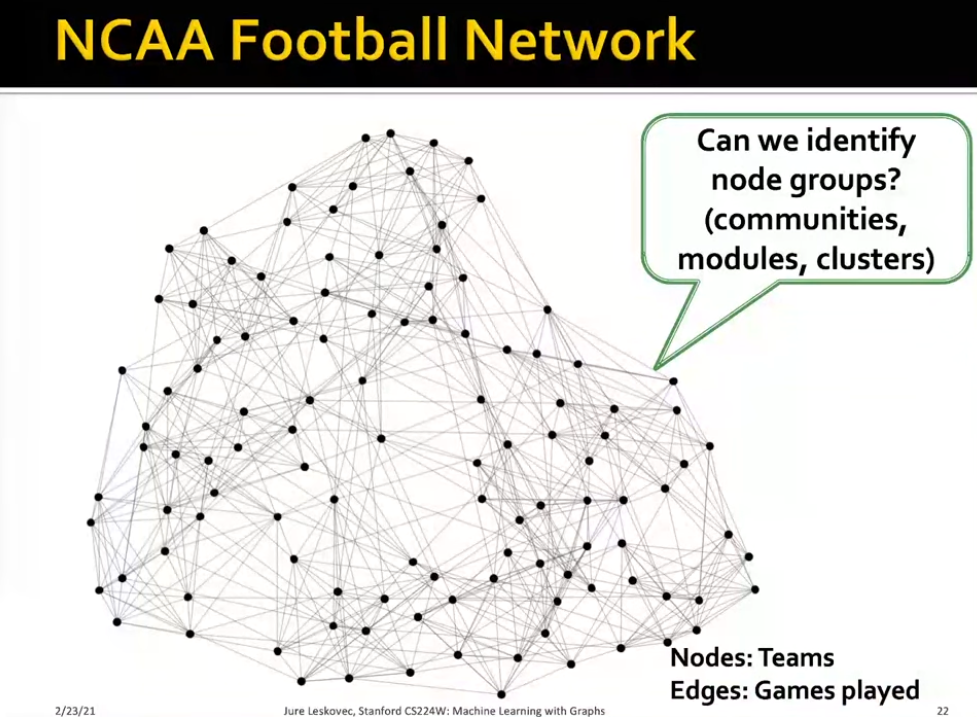 NCAA Football Network
Can we identify
node groups?
(communities,
modules, clusters)
Nodes: Teams
Edges: Games played
2/23/21
Jure Leskovec, Stanford CS224W: Machine Learning with Graphs
22